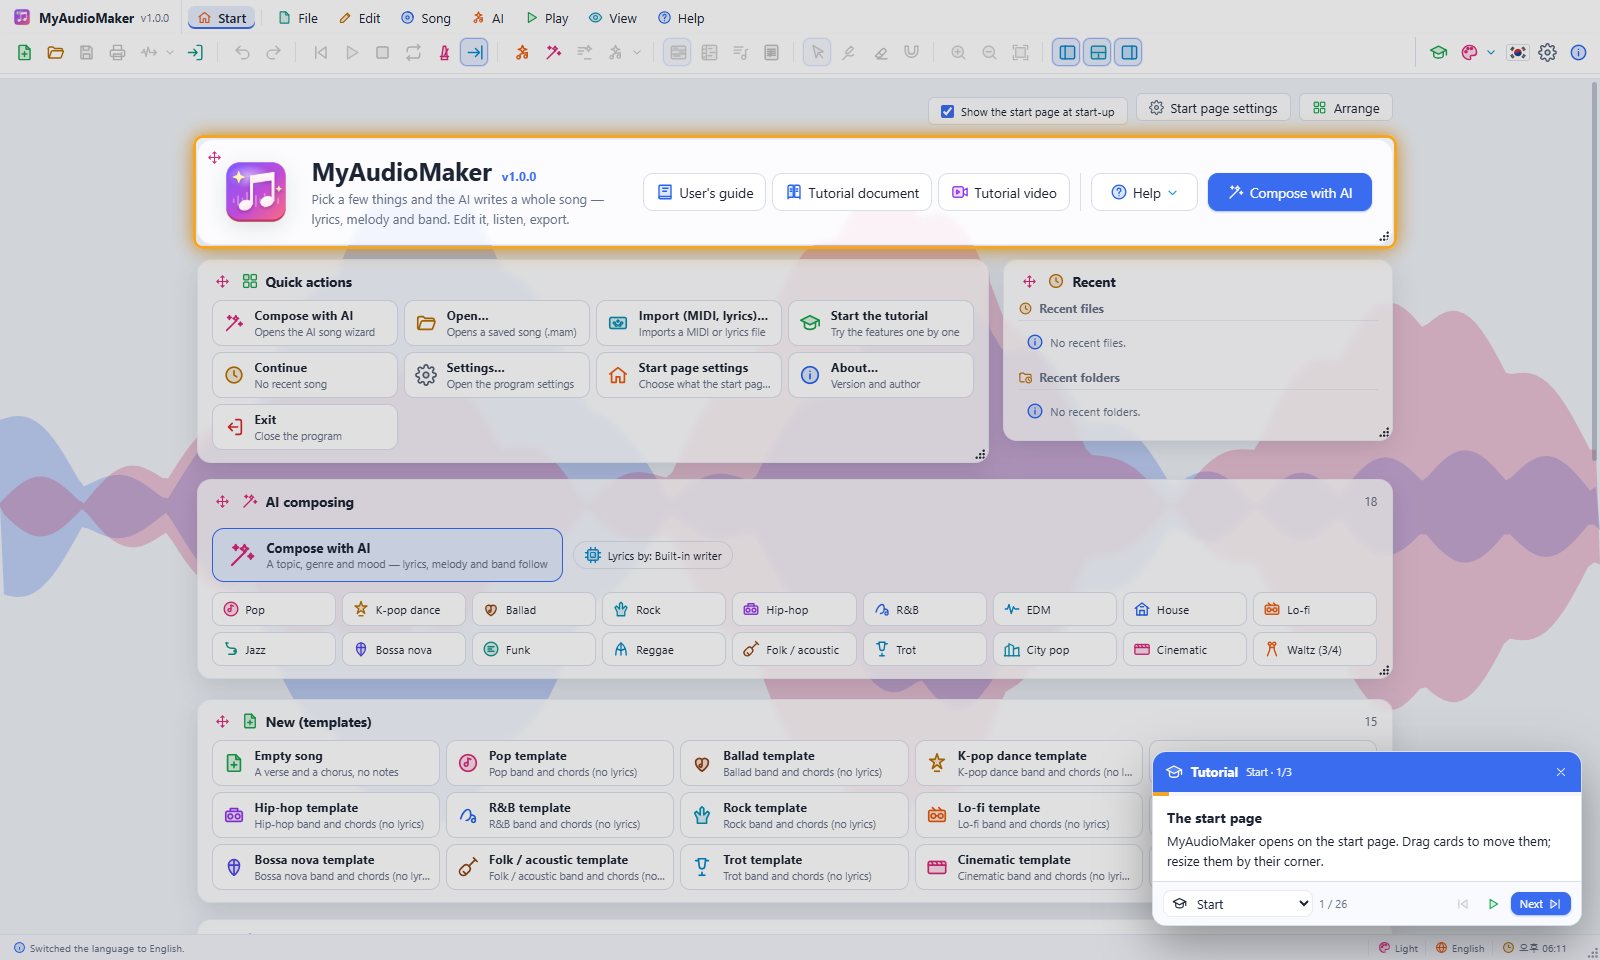 MyAudioMaker v1.0.0 Start File Edit Song AI Play View Help
Show the start page at start-up Start page settings Arrange
MyAudioMaker v1.0.0
Pick a few things and the AI writes a whole song —
lyrics, melody and band. Edit it, listen, export.
User's guide Tutorial document Tutorial video Help Compose with AI
Quick actions
Compose with AI
Opens the AI song wizard
Open...
Opens a saved song (.mam)
Import (MIDI, lyrics)...
Imports a MIDI or lyrics file
Start the tutorial
Try the features one by one
Continue
No recent song
Settings...
Open the program settings
Start page settings
Choose what the start pag...
About...
Version and author
Exit
Close the program
Recent
Recent files
No recent files.
Recent folders
No recent folders.
AI composing 18
Compose with AI
A topic, genre and mood — lyrics, melody and band follow
Lyrics by: Built-in writer
Pop K-pop dance Ballad Rock Hip-hop R&B EDM House Lo-fi
Jazz Bossa nova Funk Reggae Folk / acoustic Trot City pop Cinematic Waltz (3/4)
New (templates) 15
Empty song
A verse and a chorus, no notes
Pop template
Pop band and chords (no lyrics)
Ballad template
Ballad band and chords (no lyrics)
K-pop dance template
K-pop dance band and chords (no l...
Hip-hop template
Hip-hop band and chords (no lyrics)
R&B template
R&B band and chords (no lyrics)
Rock template
Rock band and chords (no lyrics)
Lo-fi template
Lo-fi band and chords (no lyrics)
Bossa nova template
Bossa nova band and chords (no lyr...
Folk / acoustic template
Folk / acoustic band and chords (no...
Trot template
Trot band and chords (no lyrics)
Cinematic template
Cinematic band and chords (no lyri...
Tutorial Start · 1/3
The start page
MyAudioMaker opens on the start page. Drag cards to move them;
resize them by their corner.
Start 1 / 26 Next
Switched the language to English. Light English 오후 06:11